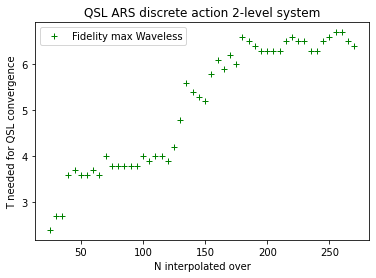 QSL ARS discrete action 2-level system
Fidelity max Waveless
T needed for QSL convergence
6
5
4
3
50
100
150
200
250
N interpolated over